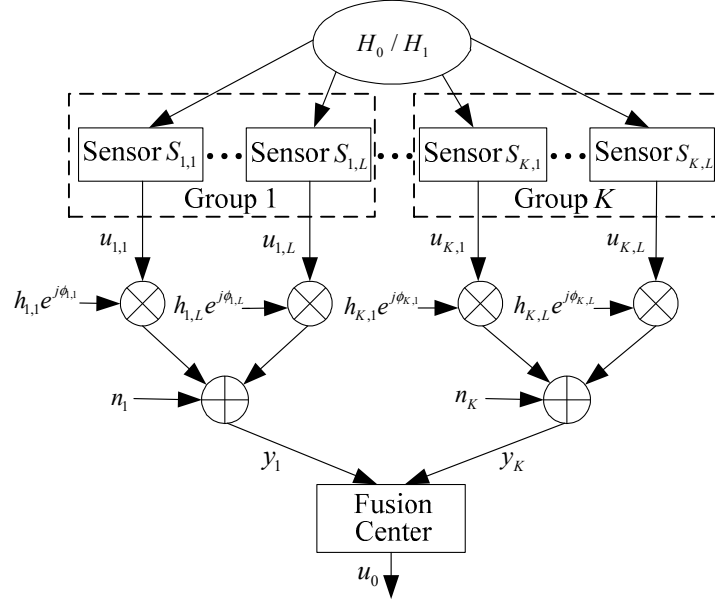 H_0 / H_1
Sensor S_{1,1} ••• Sensor S_{1,L} ••• Sensor S_{K,1} ••• Sensor S_{K,L}
Group 1
Group K
u_{1,1} u_{1,L} u_{K,1} u_{K,L}
h_{1,1}e^{jϕ_{1,1}} h_{1,L}e^{jϕ_{1,L}} h_{K,1}e^{jϕ_{K,1}} h_{K,L}e^{jϕ_{K,L}}
n_1 n_K
y_1 y_K
Fusion
Center
u_0